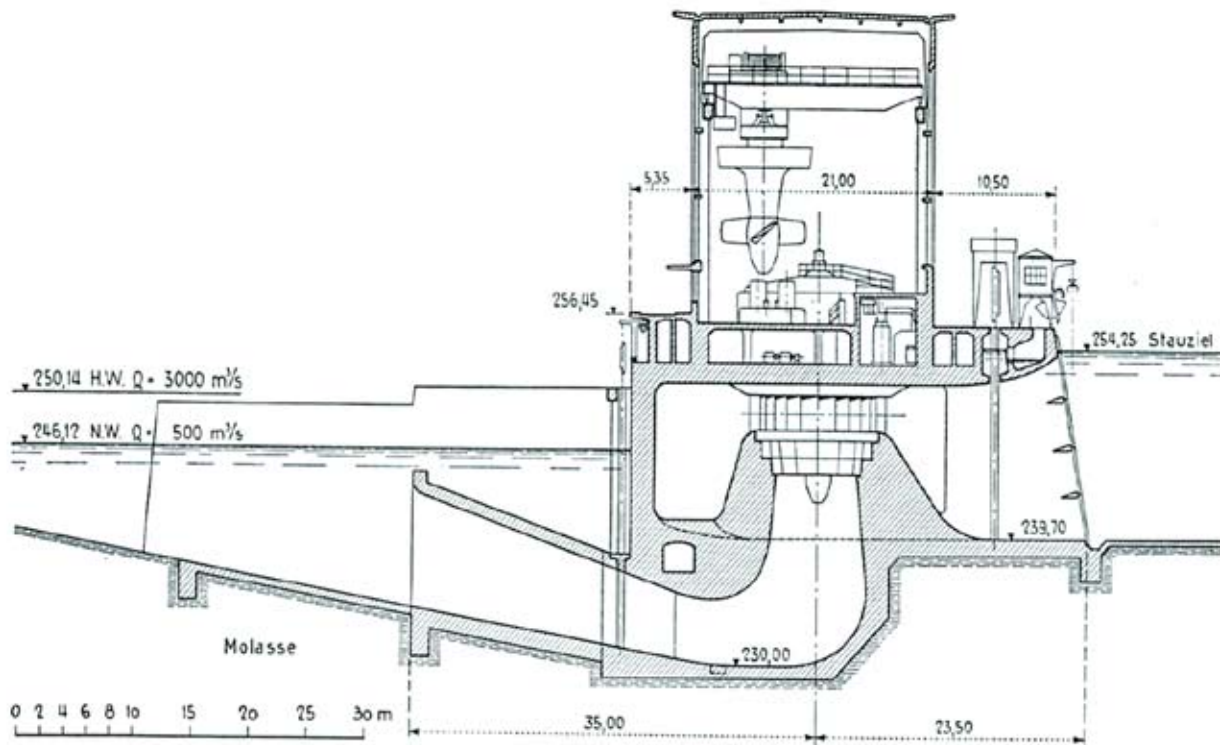 5,35
21,00
10,50
256,45
254,25 Stauziel
250,14 H.W. Q = 3000 m³/s
246,12 N.W. Q = 500 m³/s
239,70
Molasse
230,00
0 2 4 6 8 10 15 20 25 30 m
35,00
23,50